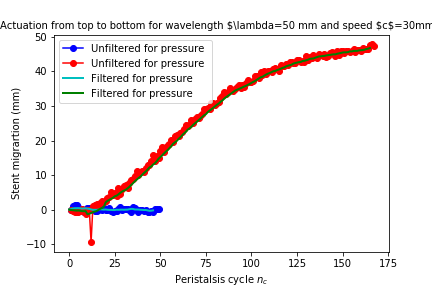 Actuation from top to bottom for wavelength $\lambda=50 mm and speed $c$=30mm
50
40
30
20
10
0
−10
Stent migrartion (mm)
Unfiltered for pressure
Unfiltered for pressure
Filtered for pressure
Filtered for pressure
0 25 50 75 100 125 150 175
Peristalsis cycle n_c